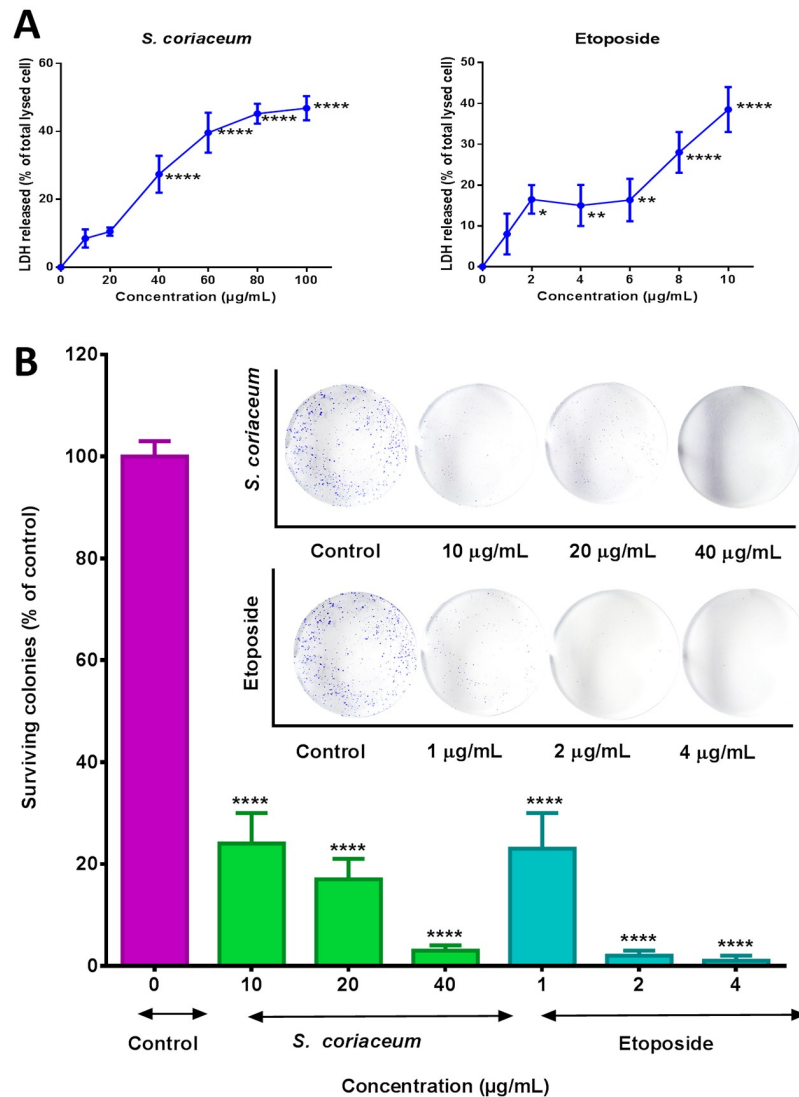 A
S. coriaceum
LDH released (% of total lysed cell)
60
40
20
0
0 20 40 60 80 100
Concentration (µg/mL)
****
****
****
****
Etoposide
LDH released (% of total lysed cell)
50
40
30
20
10
0
0 2 4 6 8 10
Concentration (µg/mL)
*
**
**
****
****
B
Surviving colonies (% of control)
120
100
80
60
40
20
0
S. coriaceum
Control 10 µg/mL 20 µg/mL 40 µg/mL
Etoposide
Control 1 µg/mL 2 µg/mL 4 µg/mL
**** **** **** **** **** ****
0 10 20 40 1 2 4
Control S. coriaceum Etoposide
Concentration (µg/mL)